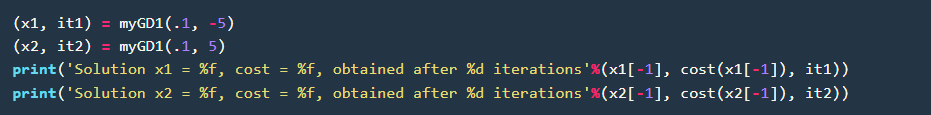 (x1, it1) = myGD1(.1, -5)
(x2, it2) = myGD1(.1, 5)
print('Solution x1 = %f, cost = %f, obtained after %d iterations'%(x1[-1], cost(x1[-1]), it1))
print('Solution x2 = %f, cost = %f, obtained after %d iterations'%(x2[-1], cost(x2[-1]), it2))